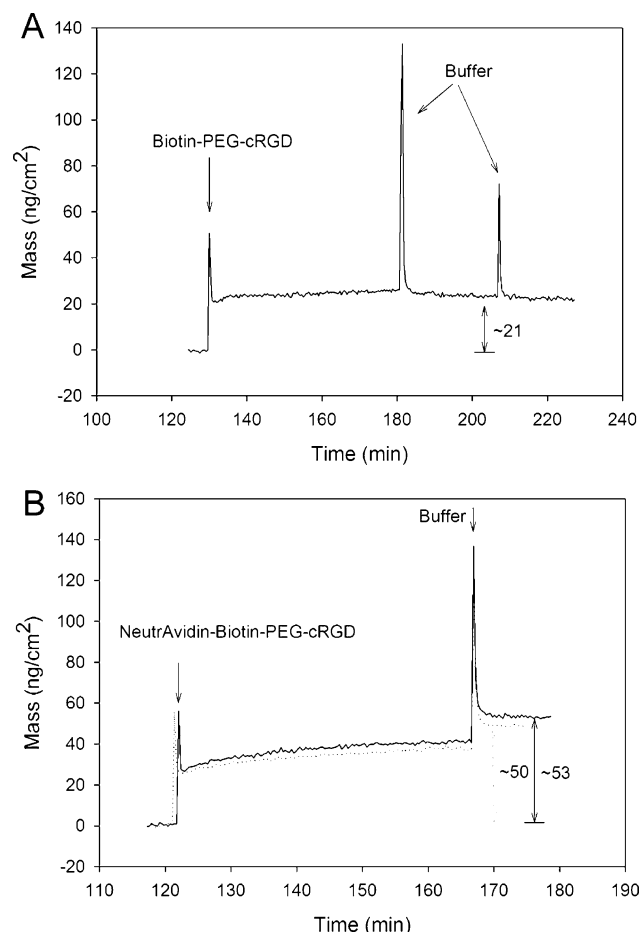 A
140
120
100
80
60
40
20
0
-20
Mass (ng/cm2)
Buffer
Biotin-PEG-cRGD
~21
100 120 140 160 180 200 220 240
Time (min)
B
160
140
120
100
80
60
40
20
0
-20
Mass (ng/cm2)
Buffer
NeutrAvidin-Biotin-PEG-cRGD
~50 ~53
110 120 130 140 150 160 170 180 190
Time (min)